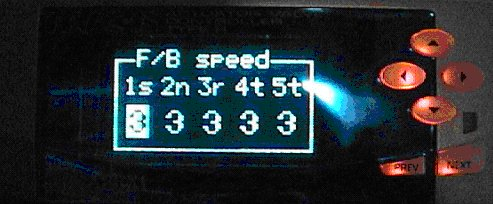 F/B speed
1s 2n 3r 4t 5t
3 3 3 3 3
PREV NEXT